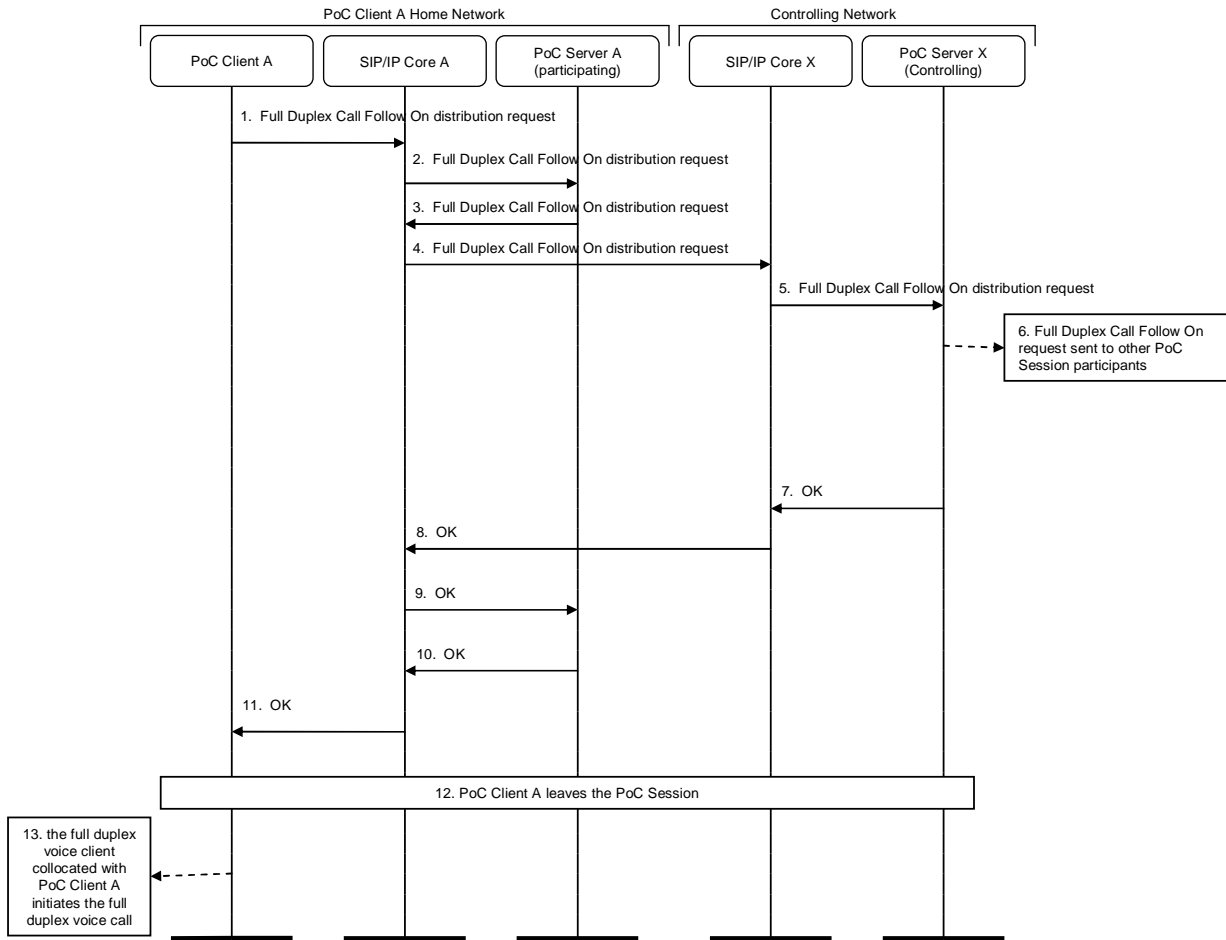 PoC Client A Home Network
Controlling Network
PoC Client A
SIP/IP Core A
PoC Server A
(participating)
SIP/IP Core X
PoC Server X
(Controlling)
1. Full Duplex Call Follow On distribution request
2. Full Duplex Call Follow On distribution request
3. Full Duplex Call Follow On distribution request
4. Full Duplex Call Follow On distribution request
5. Full Duplex Call Follow On distribution request
6. Full Duplex Call Follow On
request sent to other PoC
Session participants
7. OK
8. OK
9. OK
10. OK
11. OK
12. PoC Client A leaves the PoC Session
13. the full duplex
voice client
collocated with
PoC Client A
initiates the full
duplex voice call